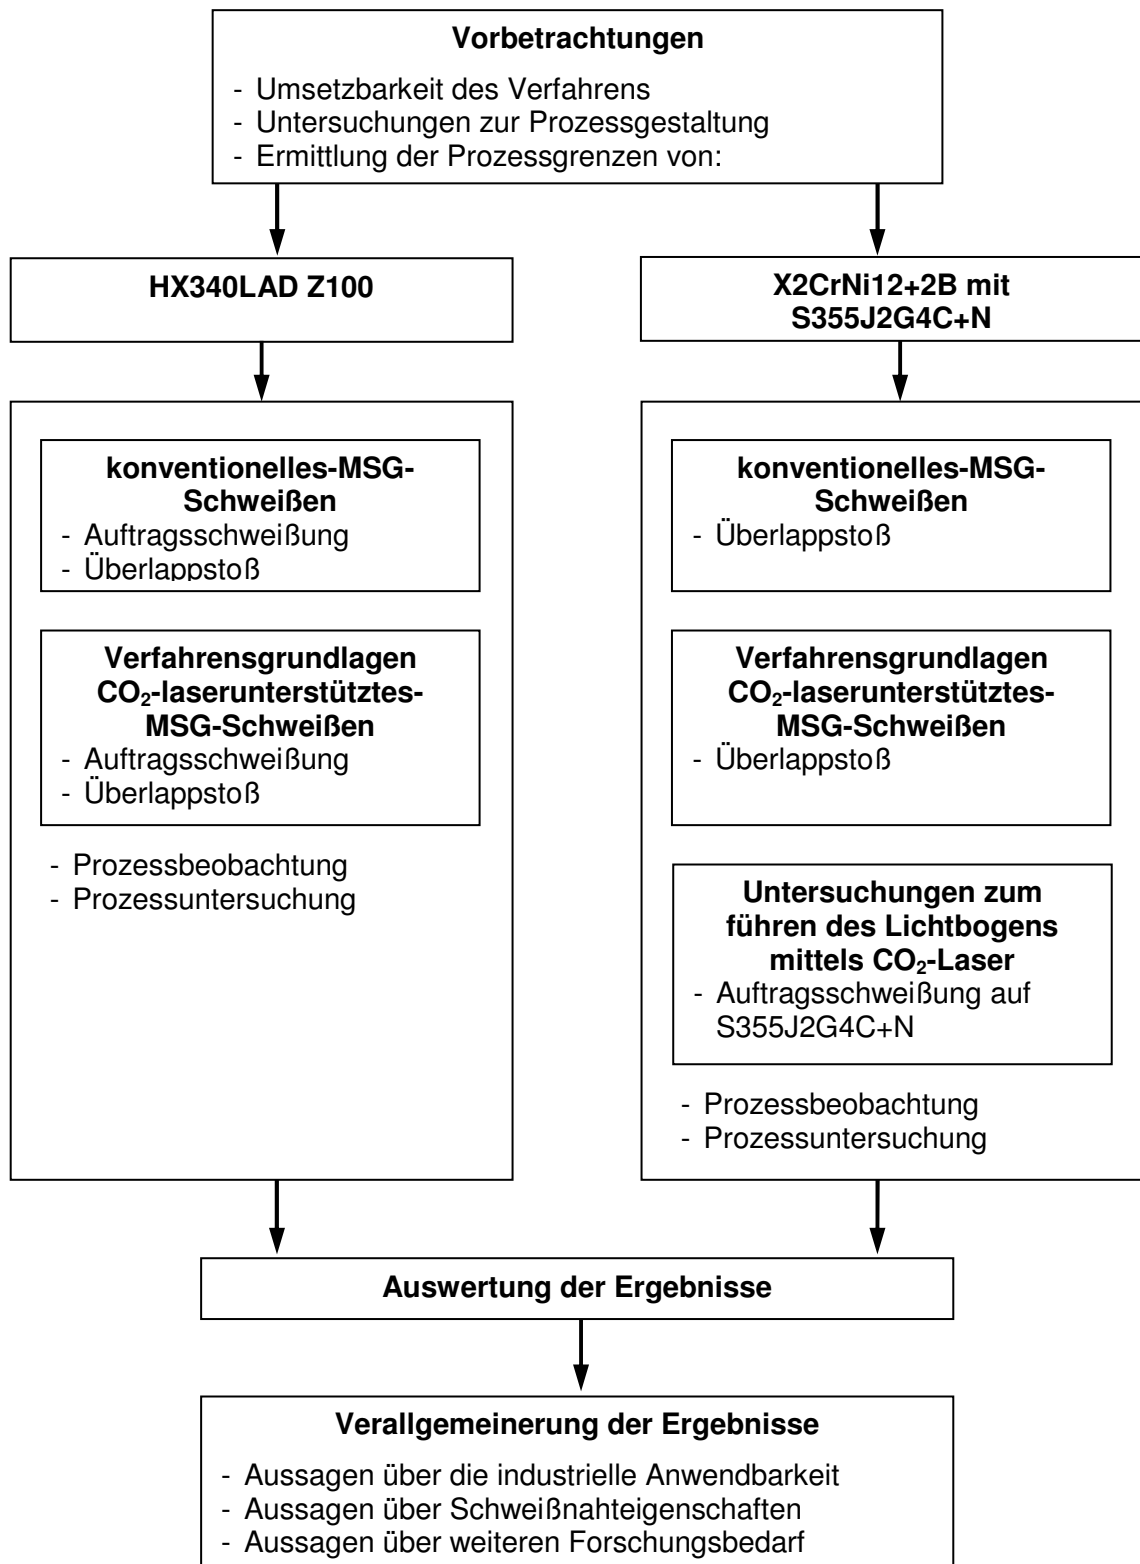 Vorbetrachtungen
- Umsetzbarkeit des Verfahrens
- Untersuchungen zur Prozessgestaltung
- Ermittlung der Prozessgrenzen von:
HX340LAD Z100
X2CrNi12+2B mit
S355J2G4C+N
konventionelles-MSG-
Schweißen
- Auftragsschweißung
- Überlappstoß
Verfahrensgrundlagen
CO₂-laserunterstütztes-
MSG-Schweißen
- Auftragsschweißung
- Überlappstoß
- Prozessbeobachtung
- Prozessuntersuchung
konventionelles-MSG-
Schweißen
- Überlappstoß
Verfahrensgrundlagen
CO₂-laserunterstütztes-
MSG-Schweißen
- Überlappstoß
Untersuchungen zum
führen des Lichtbogens
mittels CO₂-Laser
- Auftragsschweißung auf
S355J2G4C+N
- Prozessbeobachtung
- Prozessuntersuchung
Auswertung der Ergebnisse
Verallgemeinerung der Ergebnisse
- Aussagen über die industrielle Anwendbarkeit
- Aussagen über Schweißnahteigenschaften
- Aussagen über weiteren Forschungsbedarf